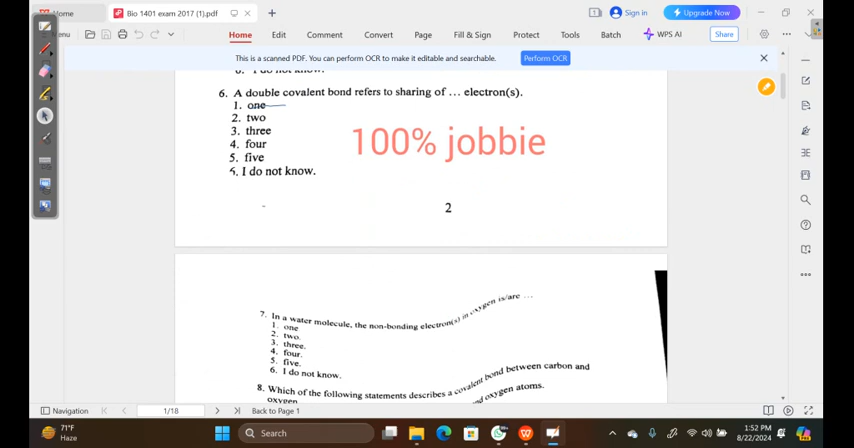 Home
Bio 1401 exam 2017 (1).pdf
Sign in
Upgrade Now
Menu
Home
Edit
Comment
Convert
Page
Fill & Sign
Protect
Tools
Batch
WPS AI
Share
This is a scanned PDF. You can perform OCR to make it editable and searchable.
Perform OCR
6. I do not know.
6. A double covalent bond refers to sharing of … electron(s).
1. one
2. two
3. three
4. four
5. five
6. I do not know.
100% jobbie
2
7. In a water molecule, the non-bonding electron(s) in oxygen is/are …
1. one
2. two.
3. three.
4. four.
5. five.
6. I do not know.
8. Which of the following statements describes a covalent bond between carbon and
oxygen
and oxygen atoms.
Navigation
1/18
Back to Page 1
71°F
Haze
Search
1:52 PM
8/22/2024